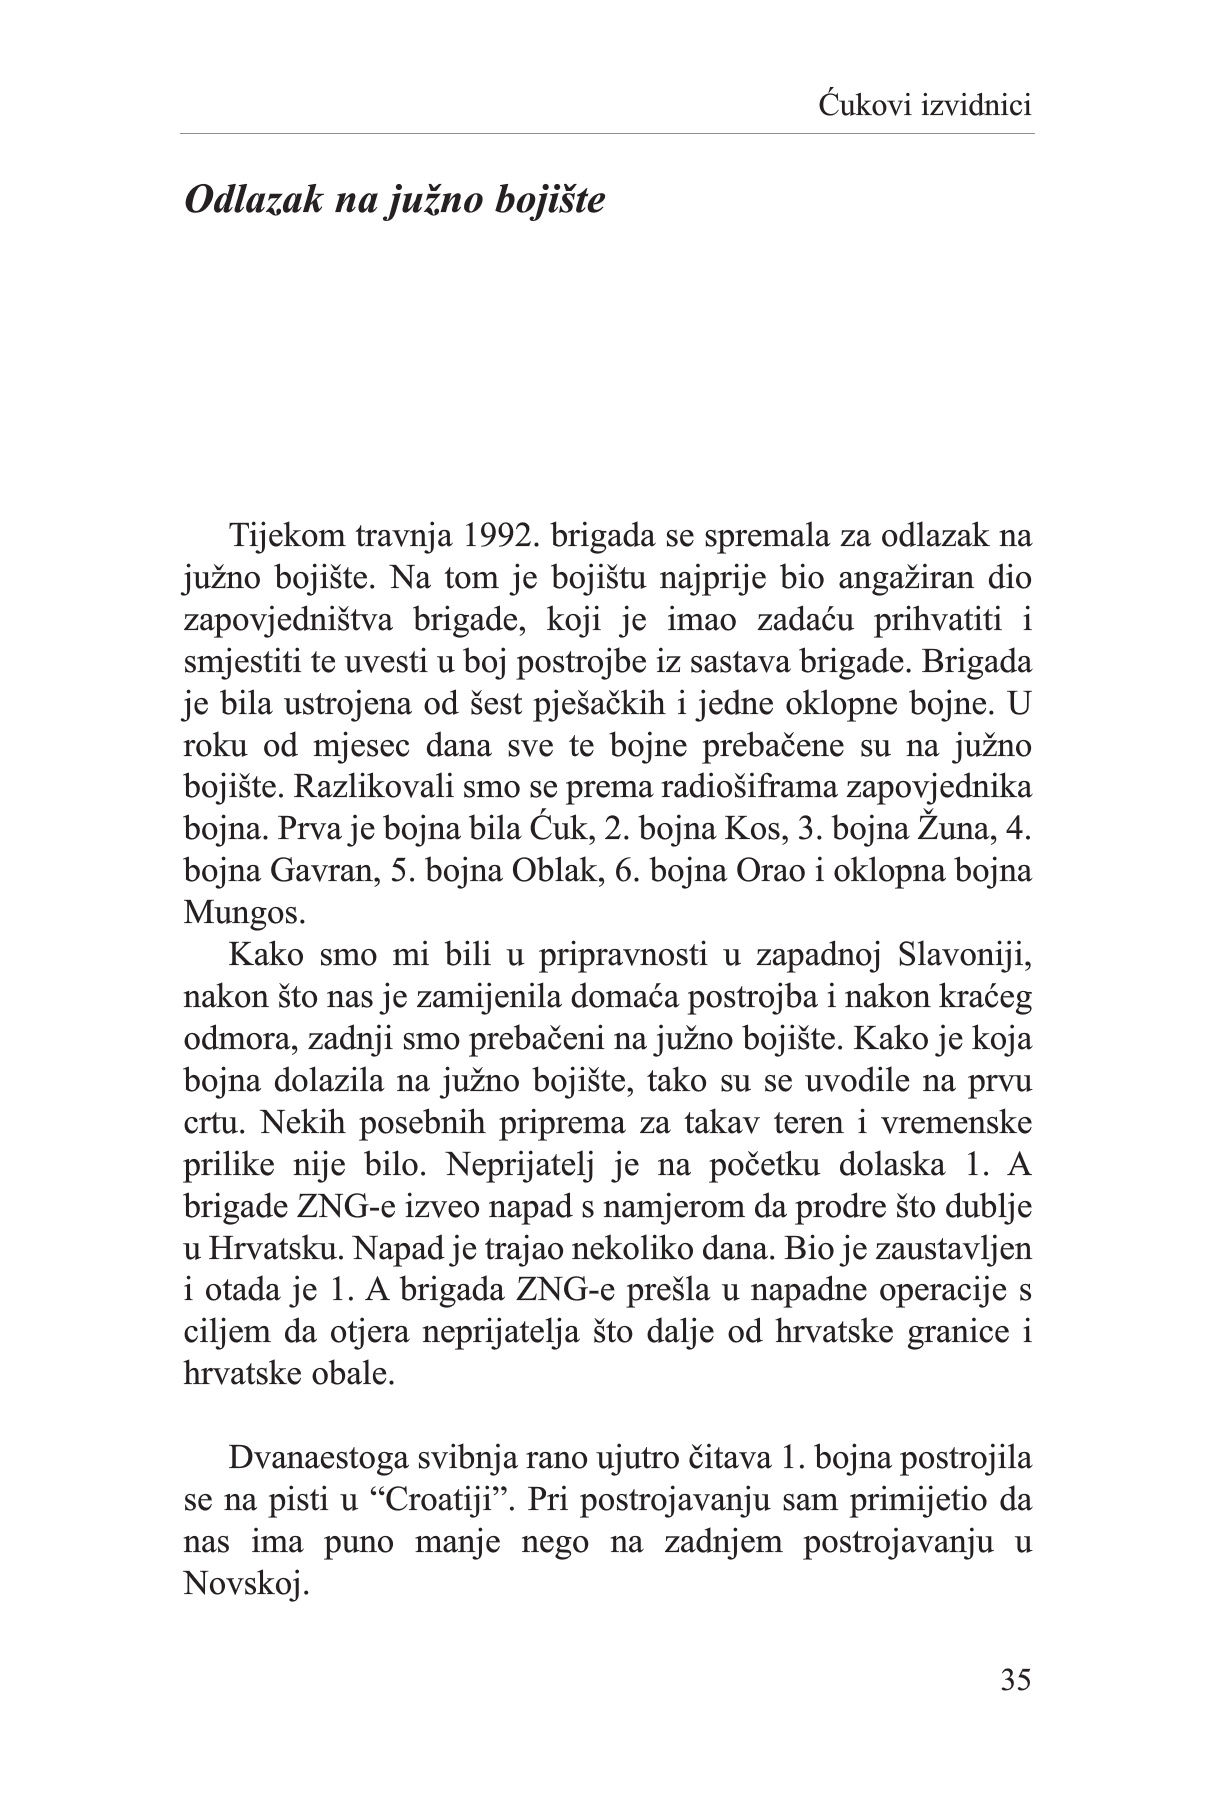 Ćukovi izvidnici
Odlazak na južno bojište
Tijekom travnja 1992. brigada se spremala za odlazak na
južno bojište. Na tom je bojištu najprije bio angažiran dio
zapovjedništva brigade, koji je imao zadaću prihvatiti i
smjestiti te uvesti u boj postrojbe iz sastava brigade. Brigada
je bila ustrojena od šest pješačkih i jedne oklopne bojne. U
roku od mjesec dana sve te bojne prebačene su na južno
bojište. Razlikovali smo se prema radiošiframa zapovjednika
bojna. Prva je bojna bila Ćuk, 2. bojna Kos, 3. bojna Žuna, 4.
bojna Gavran, 5. bojna Oblak, 6. bojna Orao i oklopna bojna
Mungos.
Kako smo mi bili u pripravnosti u zapadnoj Slavoniji,
nakon što nas je zamijenila domaća postrojba i nakon kraćeg
odmora, zadnji smo prebačeni na južno bojište. Kako je koja
bojna dolazila na južno bojište, tako su se uvodile na prvu
crtu. Nekih posebnih priprema za takav teren i vremenske
prilike nije bilo. Neprijatelj je na početku dolaska 1. A
brigade ZNG-e izveo napad s namjerom da prodre što dublje
u Hrvatsku. Napad je trajao nekoliko dana. Bio je zaustavljen
i otada je 1. A brigada ZNG-e prešla u napadne operacije s
ciljem da otjera neprijatelja što dalje od hrvatske granice i
hrvatske obale.
Dvanaestoga svibnja rano ujutro čitava 1. bojna postrojila
se na pisti u “Croatiji”. Pri postrojavanju sam primijetio da
nas ima puno manje nego na zadnjem postrojavanju u
Novskoj.
35